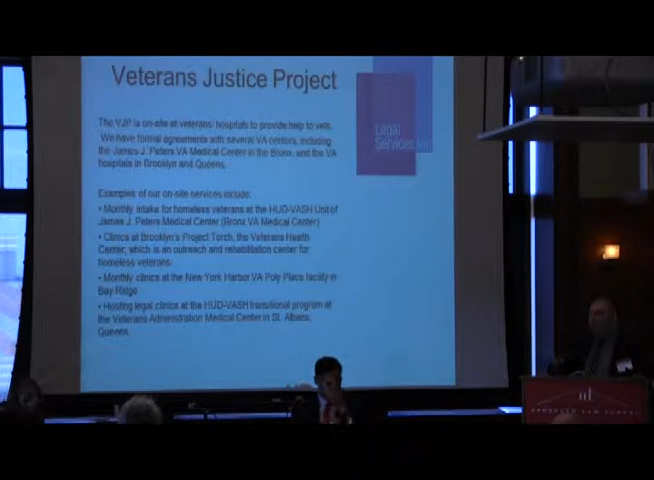 Veterans Justice Project
Legal
Services NYC
The VJP is on-site at veterans' hospitals to provide help to vets.
We have formal agreements with several VA centers, including
the James J. Peters VA Medical Center in the Bronx, and the VA
hospitals in Brooklyn and Queens.
Examples of our on-site services include:
• Monthly intake for homeless veterans at the HUD-VASH Unit of
James J. Peters Medical Center (Bronx VA Medical Center)
• Clinics at Brooklyn's Project Torch, the Veterans Health
Center, which is an outreach and rehabilitation center for
homeless veterans.
• Monthly clinics at the New York Harbor VA Poly Place facility in
Bay Ridge
• Hosting legal clinics at the HUD-VASH transitional program at
the Veterans Administration Medical Center in St. Albans,
Queens
BROOKLYN LAW SCHOOL